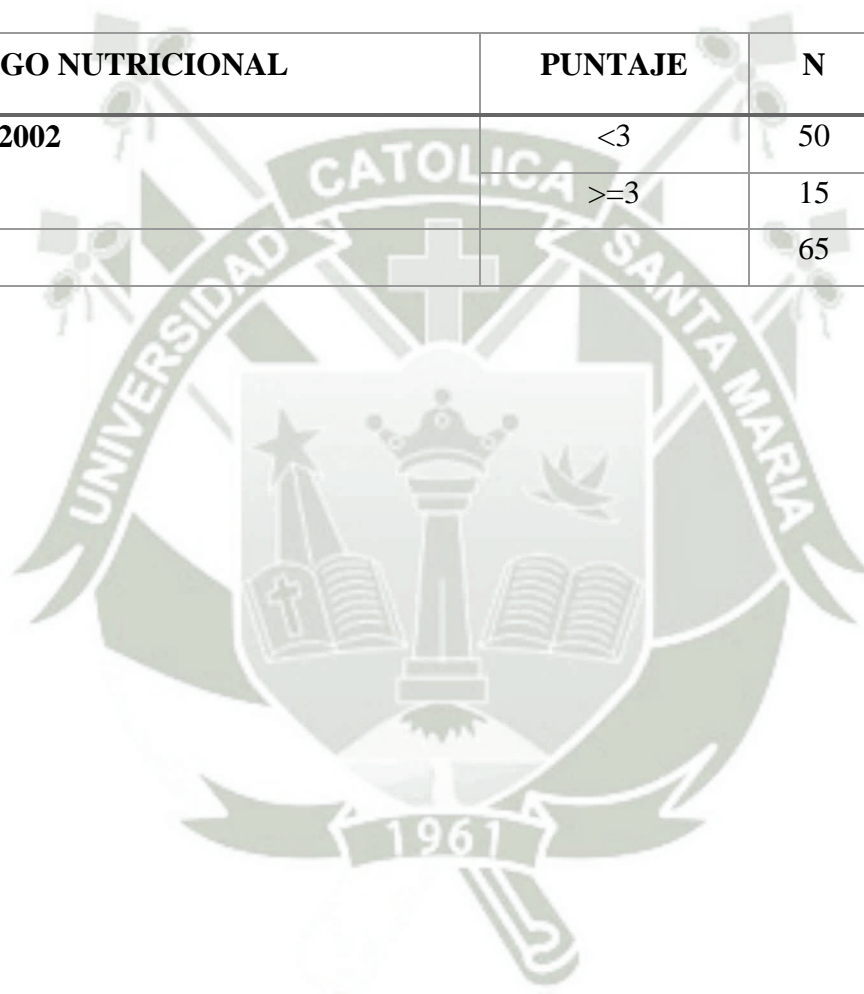 GO NUTRICIONAL PUNTAJE N
2002 <3 50
>=3 15
65
UNIVERSIDAD CATOLICA SANTA MARIA
1961